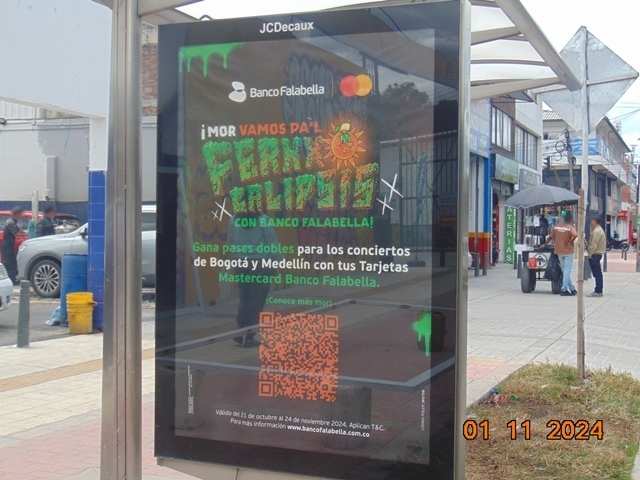 JCDecaux
Banco Falabella
¡MOR VAMOS PA'L
FERXXO
CALIPSIS
CON BANCO FALABELLA!
Gana pases dobles para los conciertos
de Bogotá y Medellín con tus Tarjetas
Mastercard Banco Falabella.
¡Conoce más mor!
Válido del 21 de octubre al 24 de noviembre 2024. Aplican T&C.
Para más información www.bancofalabella.com.co
01 11 2024